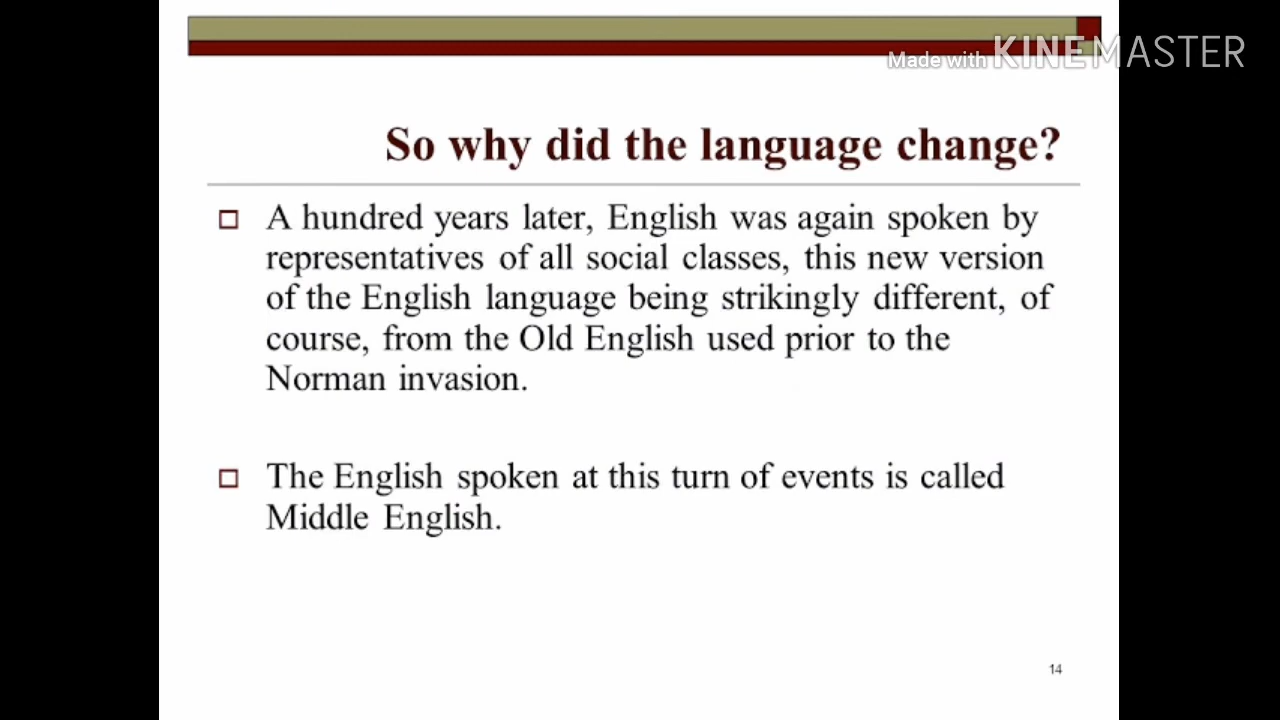 Made with KINEMASTER
So why did the language change?
A hundred years later, English was again spoken by
representatives of all social classes, this new version
of the English language being strikingly different, of
course, from the Old English used prior to the
Norman invasion.
The English spoken at this turn of events is called
Middle English.
14